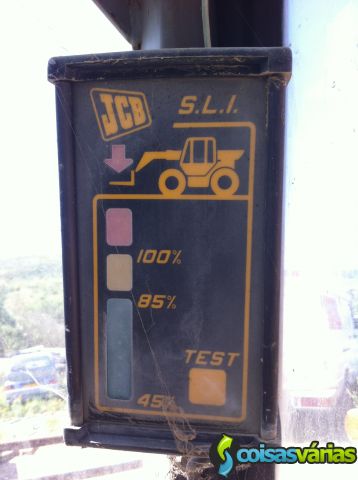 JCB
S.L.I.
100%
85%
TEST
45%
coisasvárias